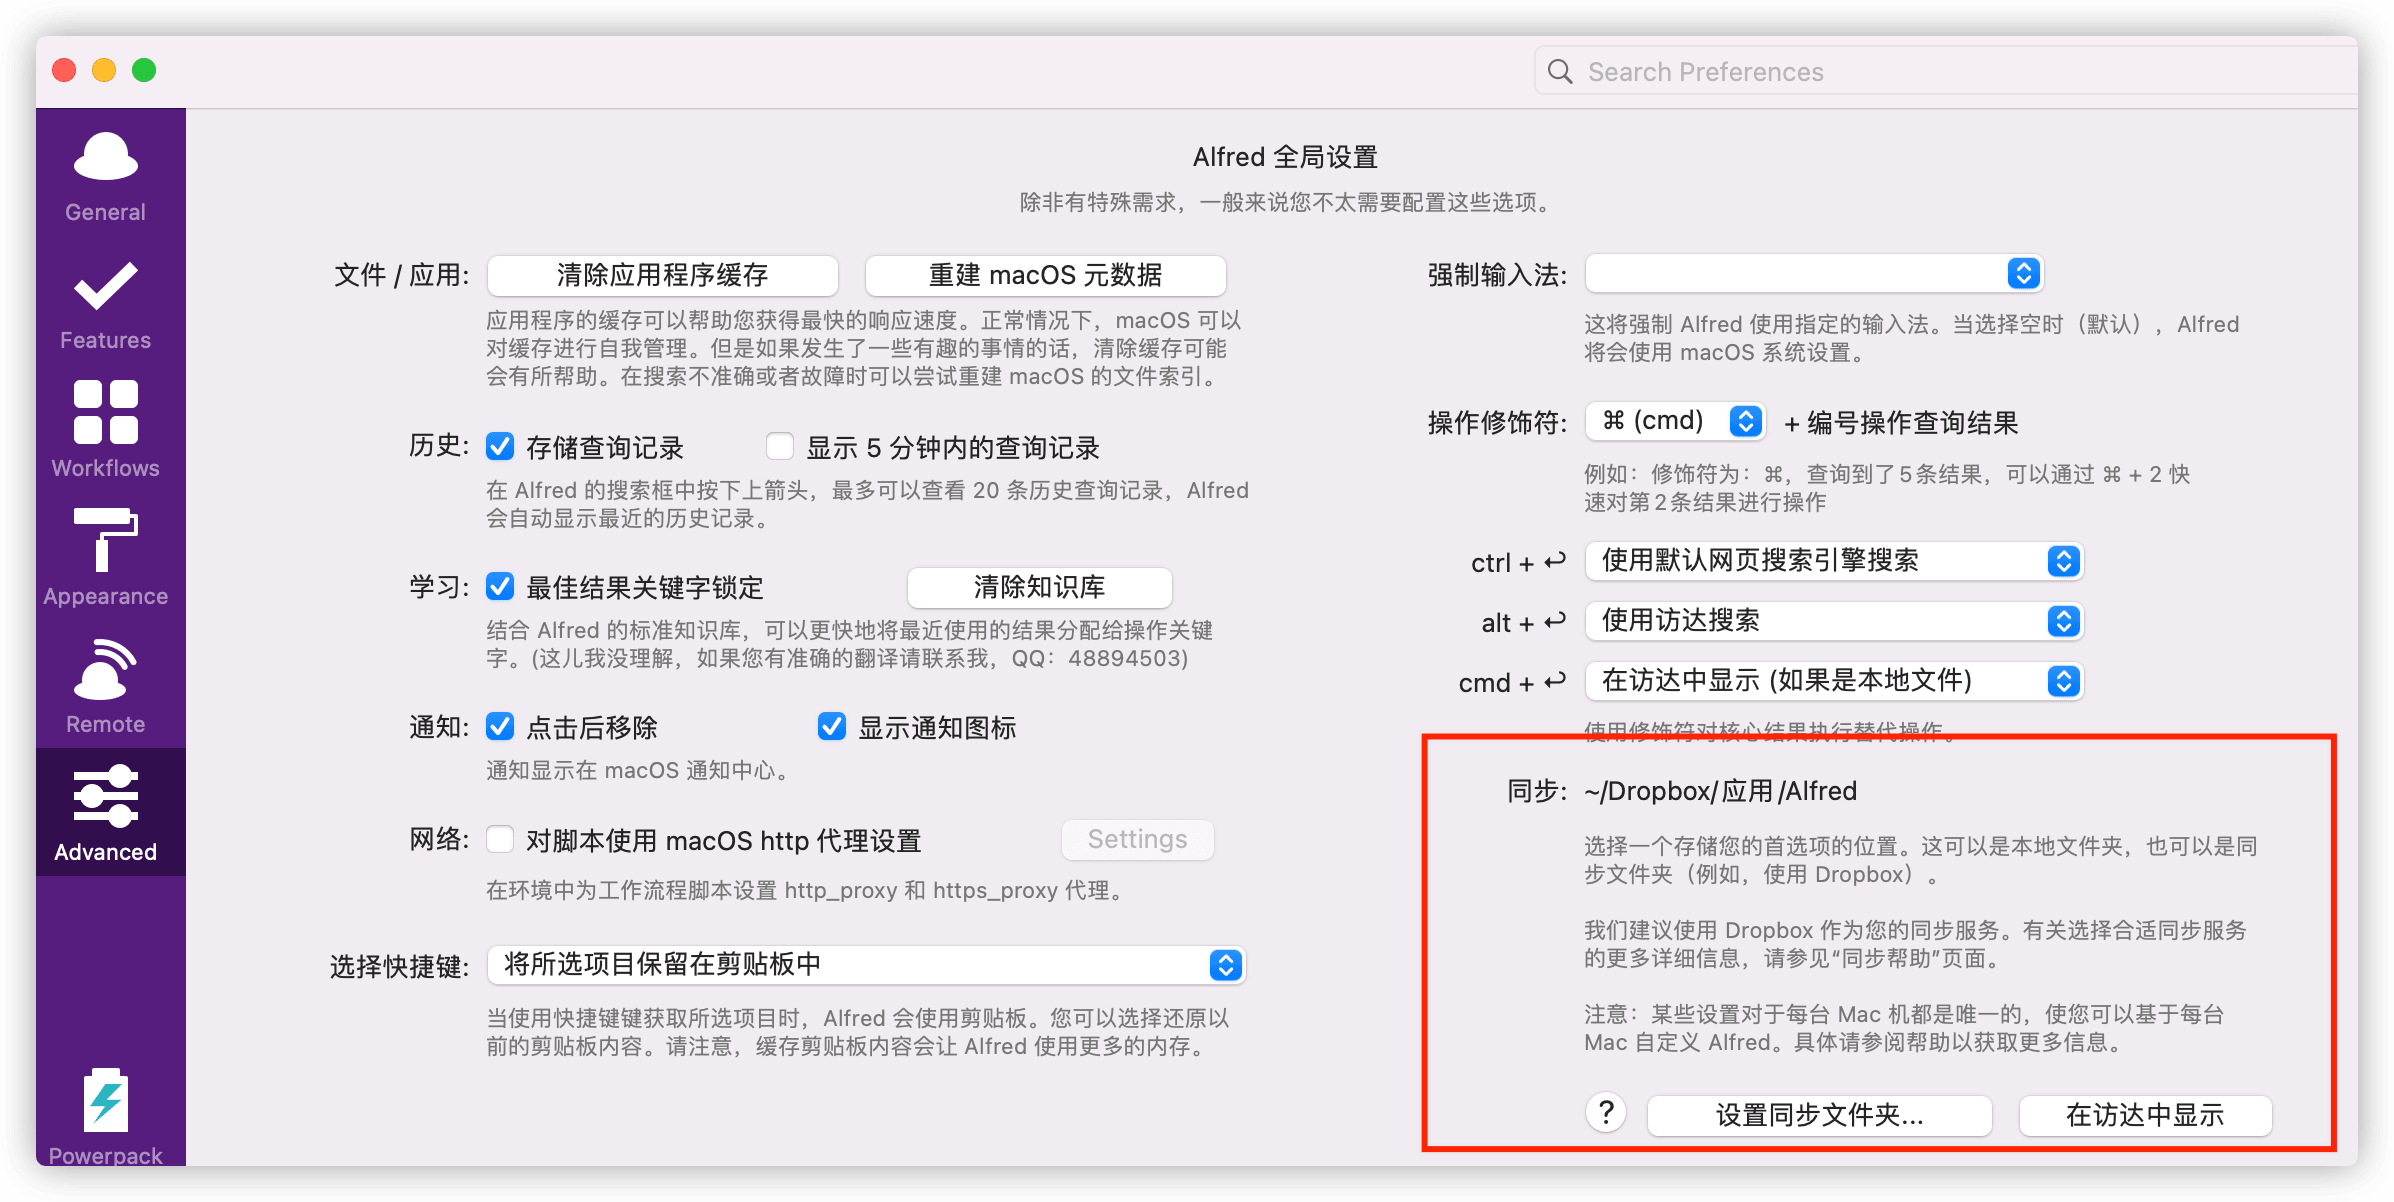 Search Preferences
General
Features
Workflows
Appearance
Remote
Advanced
Powerpack
Alfred 全局设置
除非有特殊需求，一般来说您不太需要配置这些选项。
文件 / 应用:
清除应用程序缓存
重建 macOS 元数据
应用程序的缓存可以帮助您获得最快的响应速度。正常情况下，macOS 可以
对缓存进行自我管理。但是如果发生了一些有趣的事情的话，清除缓存可能
会有所帮助。在搜索不准确或者故障时可以尝试重建 macOS 的文件索引。
历史:
存储查询记录
显示 5 分钟内的查询记录
在 Alfred 的搜索框中按下上箭头，最多可以查看 20 条历史查询记录，Alfred
会自动显示最近的历史记录。
学习:
最佳结果关键字锁定
清除知识库
结合 Alfred 的标准知识库，可以更快地将最近使用的结果分配给操作关键
字。(这儿我没理解，如果您有准确的翻译请联系我，QQ：48894503)
通知:
点击后移除
显示通知图标
通知显示在 macOS 通知中心。
网络:
对脚本使用 macOS http 代理设置
Settings
在环境中为工作流程脚本设置 http_proxy 和 https_proxy 代理。
选择快捷键:
将所选项目保留在剪贴板中
当使用快捷键键获取所选项目时，Alfred 会使用剪贴板。您可以选择还原以
前的剪贴板内容。请注意，缓存剪贴板内容会让 Alfred 使用更多的内存。
强制输入法:
这将强制 Alfred 使用指定的输入法。当选择空时（默认），Alfred
将会使用 macOS 系统设置。
操作修饰符:
⌘ (cmd)
+ 编号操作查询结果
例如：修饰符为：⌘，查询到了5条结果，可以通过 ⌘ + 2 快
速对第2条结果进行操作
ctrl + ↩
使用默认网页搜索引擎搜索
alt + ↩
使用访达搜索
cmd + ↩
在访达中显示 (如果是本地文件)
使用修饰符对核心结果执行替代操作。
同步:
~/Dropbox/应用/Alfred
选择一个存储您的首选项的位置。这可以是本地文件夹，也可以是同
步文件夹（例如，使用 Dropbox）。
我们建议使用 Dropbox 作为您的同步服务。有关选择合适同步服务
的更多详细信息，请参见“同步帮助”页面。
注意：某些设置对于每台 Mac 机都是唯一的，使您可以基于每台
Mac 自定义 Alfred。具体请参阅帮助以获取更多信息。
?
设置同步文件夹...
在访达中显示